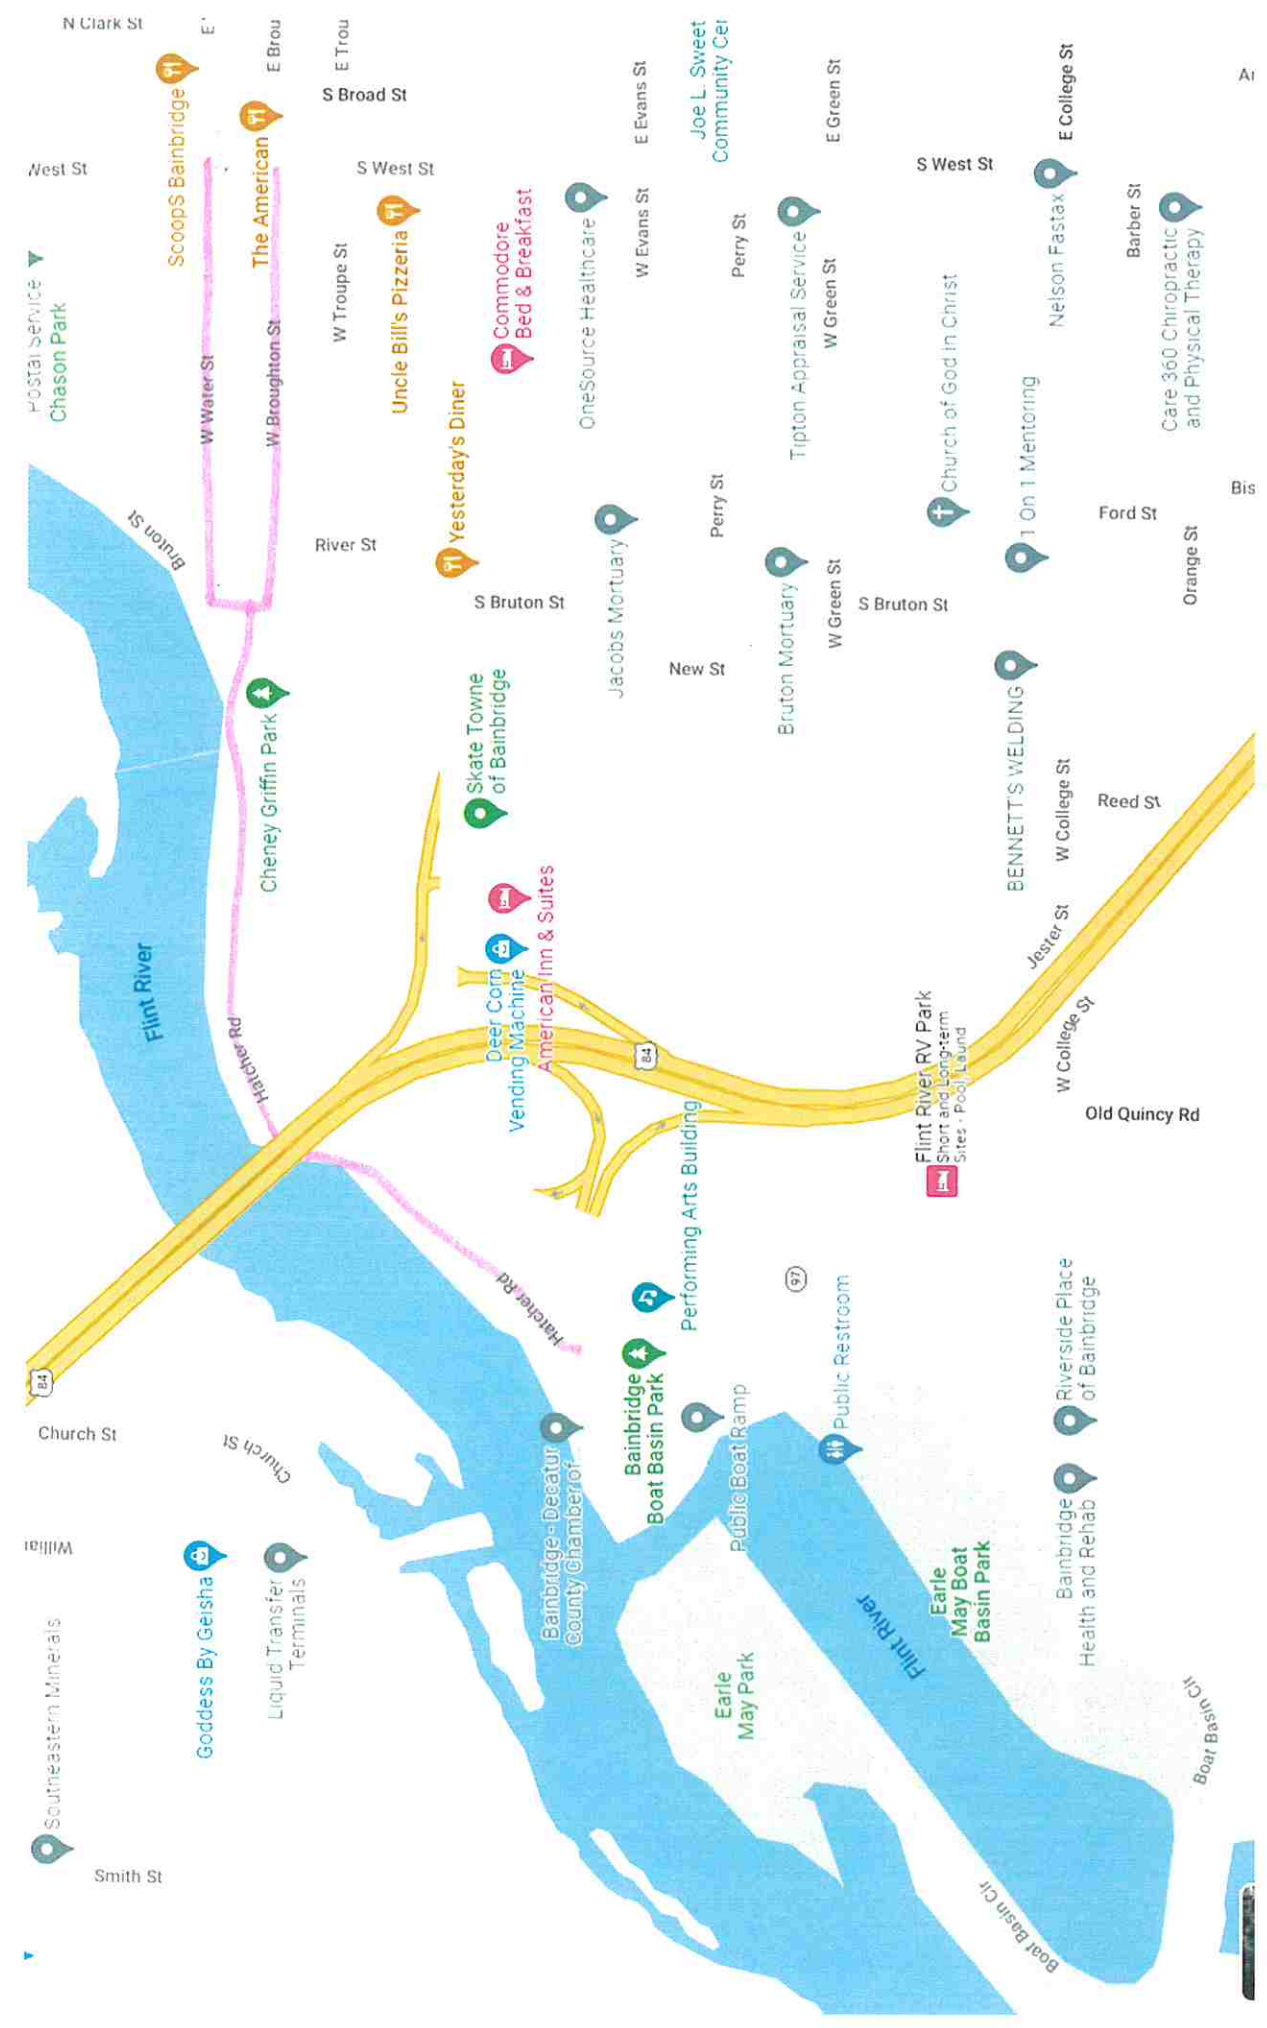 N Clark St
E Brou
E Trou
S Broad St
Scoops Bainbridge
The American
S West St
West St
E Evans St
Joe L. Sweet
Community Cer
E Green St
E College St
S West St
Postal Service
Chason Park
W Water St
W Broughton St
W Troupe St
Uncle Bill's Pizzeria
Commodore
Bed & Breakfast
Yesterday's Diner
OneSource Healthcare
W Evans St
Perry St
Tipton Appraisal Service
W Green St
Church of God In Christ
Nelson Fastax
Barber St
Care 360 Chiropractic
and Physical Therapy
1 On 1 Mentoring
Bis
Bruton St
River St
S Bruton St
Jacobs Mortuary
Perry St
Bruton Mortuary
W Green St
S Bruton St
Ford St
Orange St
New St
Cheney Griffin Park
Skate Towne
of Bainbridge
BENNETT'S WELDING
W College St
Reed St
Jester St
Flint River
Hatcher Rd
Deer Corn
Vending Machine
American Inn & Suites
84
W College St
Old Quincy Rd
Flint River RV Park
Short and Long-term
Sites · Pool, Laund
Performing Arts Building
Hatcher Rd
97
Public Restroom
Riverside Place
of Bainbridge
84
Church St
Church St
Bainbridge - Decatur
County Chamber of
Bainbridge
Boat Basin Park
Public Boat Ramp
Bainbridge
Health and Rehab
Willia
Goddess By Geisha
Liquid Transfer
Terminals
Southeastern Minerals
Smith St
Earle
May Park
Flint River
Earle
May Boat
Basin Park
Boat Basin Cir
Boat Basin Cir